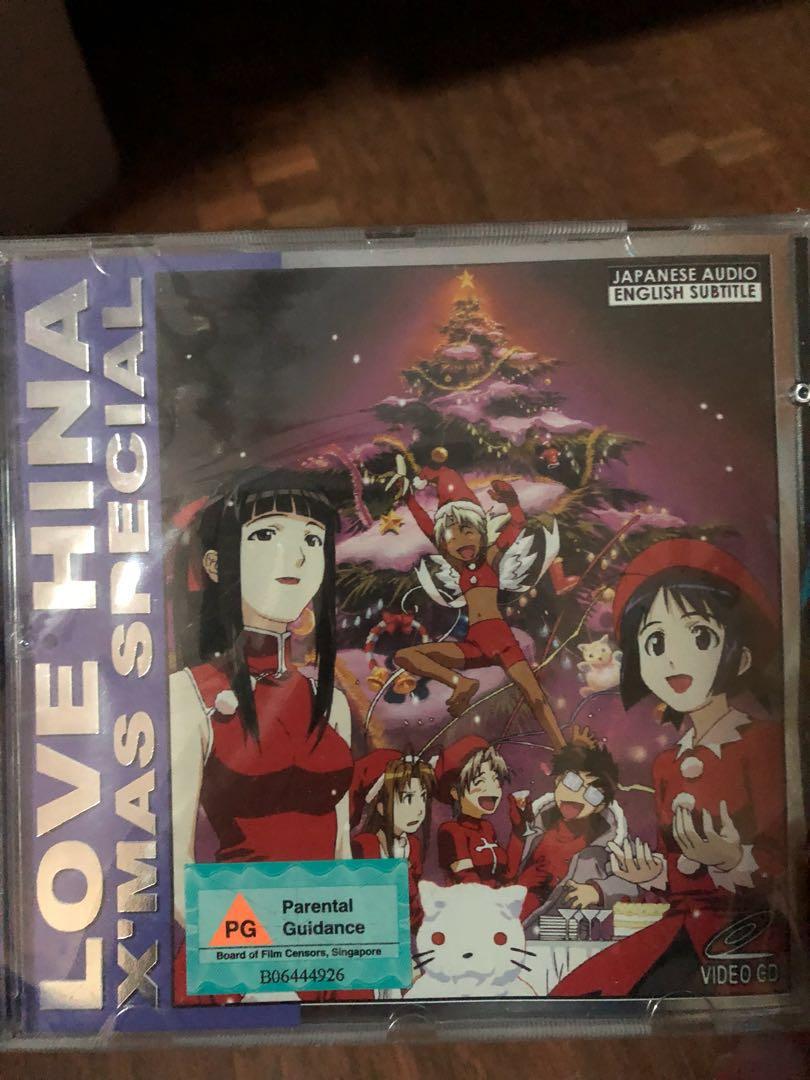 LOVE HINA
X'MAS SPECIAL
JAPANESE AUDIO
ENGLISH SUBTITLE
PG
Parental
Guidance
Board of Film Censors, Singapore
B06444926
VIDEO CD